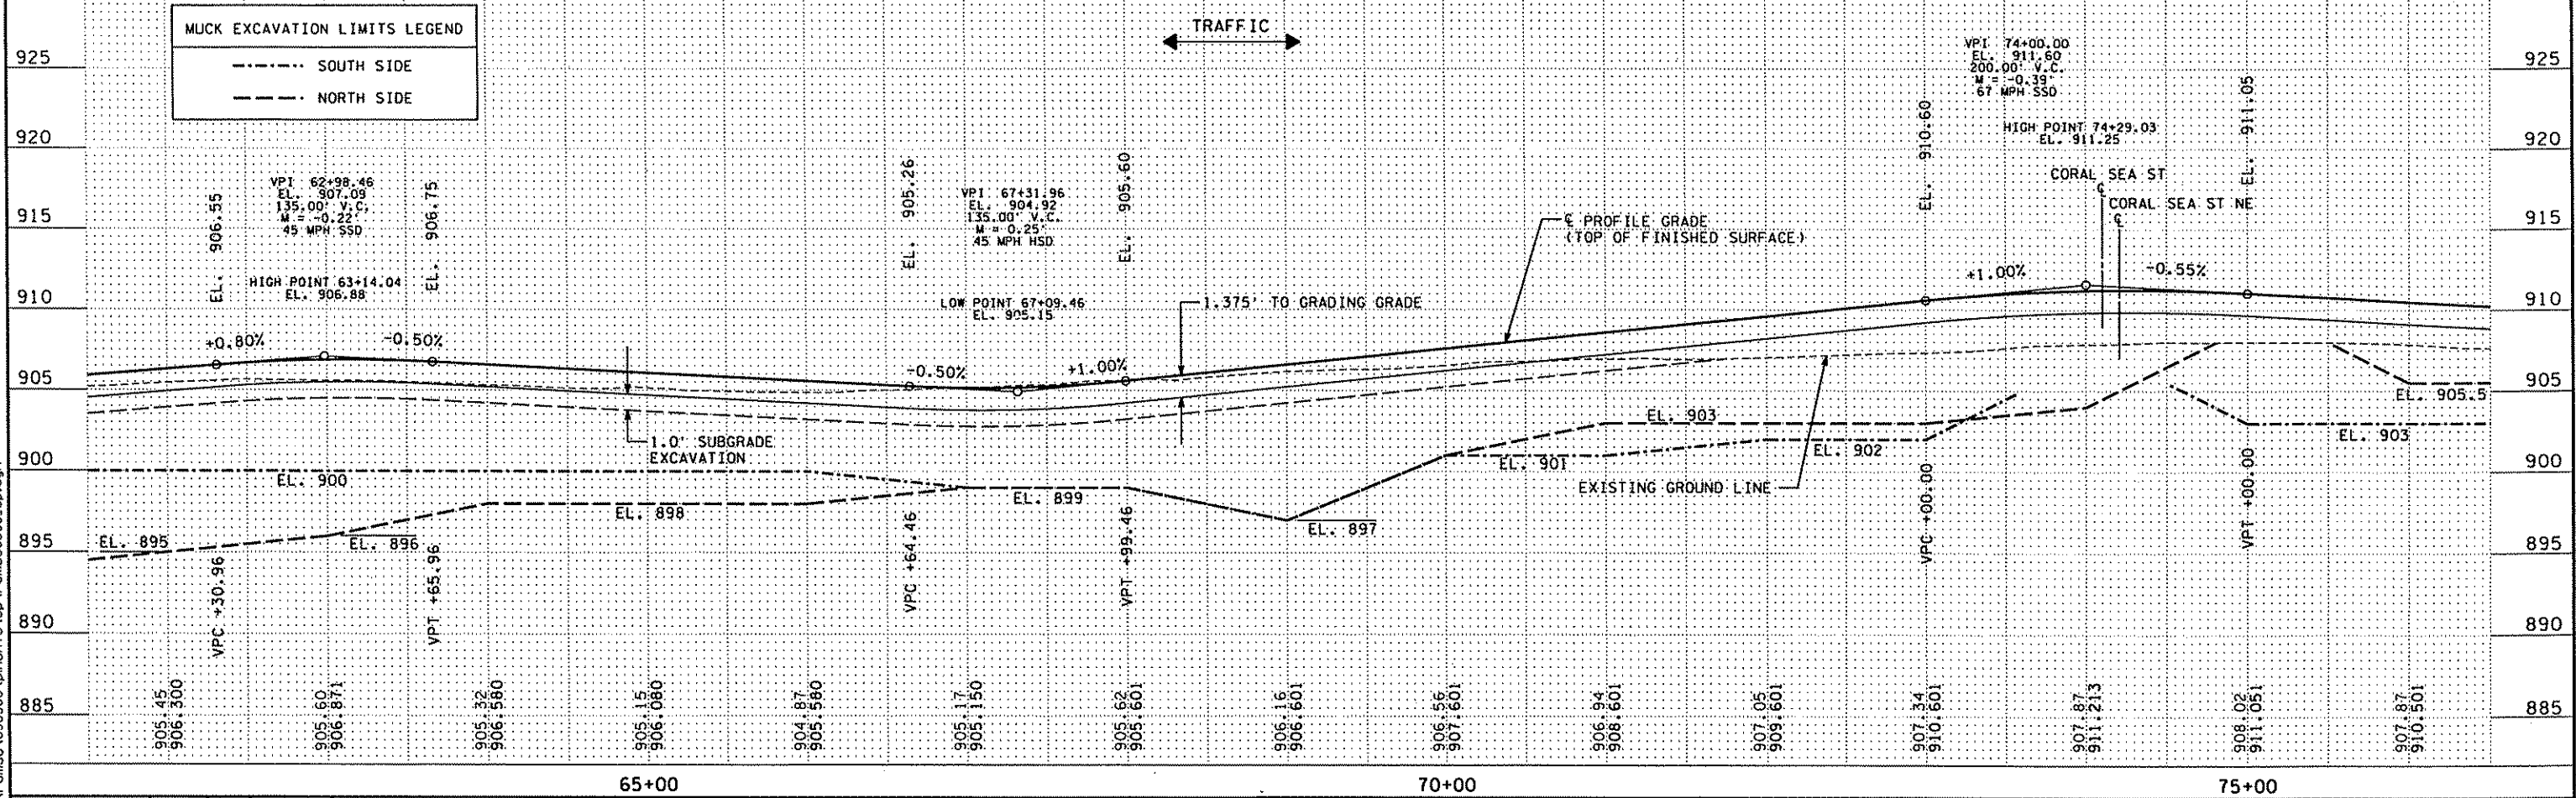 MUCK EXCAVATION LIMITS LEGEND
SOUTH SIDE
NORTH SIDE
TRAFFIC
925
920
915
910
905
900
895
890
885
925
920
915
910
905
900
895
890
885
EL. 906.55
VPI 62+98.46
EL. 907.09
135.00' V.C.
M = -0.22'
45 MPH SSD
EL. 906.75
HIGH POINT 63+14.04
EL. 906.88
+0.80%
-0.50%
EL. 905.26
VPI 67+31.96
EL. 904.92
135.00' V.C.
M = 0.25'
45 MPH HSD
EL. 905.60
LOW POINT 67+09.46
EL. 905.15
-0.50%
+1.00%
1.375' TO GRADING GRADE
℄ PROFILE GRADE
(TOP OF FINISHED SURFACE)
EL. 910.60
VPI 74+00.00
EL. 911.60
200.00' V.C.
M = -0.39'
67 MPH SSD
HIGH POINT 74+29.03
EL. 911.25
EL. 911.05
CORAL SEA ST
℄
CORAL SEA ST NE
℄
+1.00%
-0.55%
1.0' SUBGRADE
EXCAVATION
EL. 900
EL. 895
EL. 896
EL. 898
EL. 899
EL. 897
EL. 901
EL. 903
EL. 902
EXISTING GROUND LINE
EL. 903
EL. 905.5
VPC +30.96
VPT +65.96
VPC +64.46
VPT +99.46
VPC +00.00
VPT +00.00
905.45
906.300
905.60
906.871
905.32
906.580
905.15
906.080
904.87
905.580
905.17
905.150
905.62
905.601
906.16
906.601
906.56
907.601
906.94
908.601
907.05
909.601
907.34
910.601
907.87
911.213
908.02
911.051
907.87
910.501
65+00
70+00
75+00